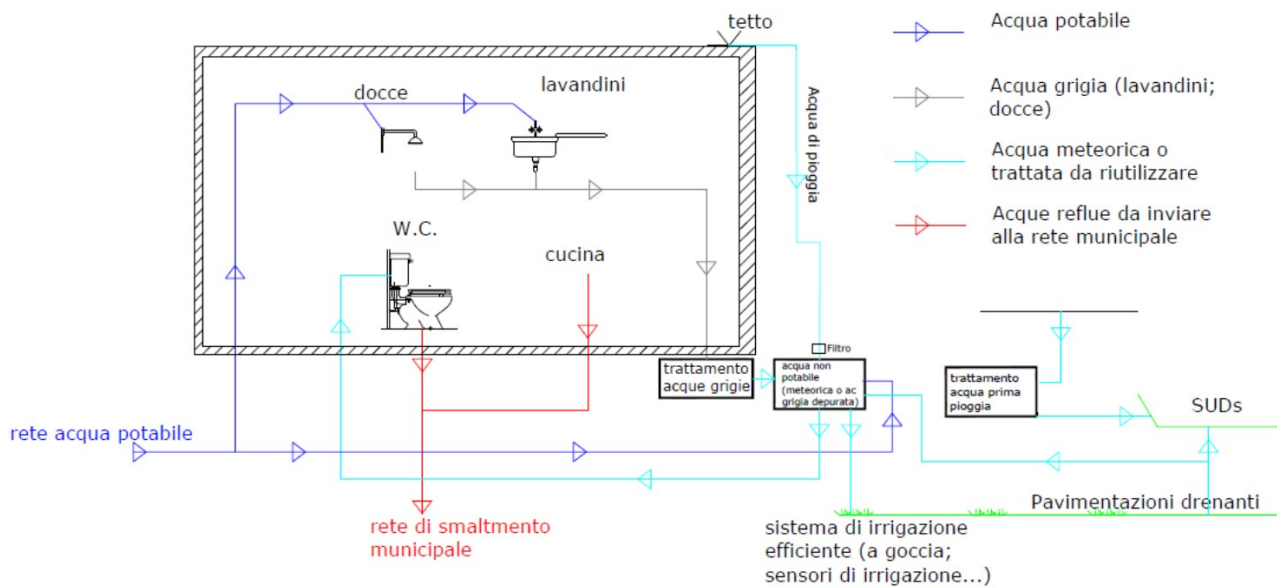 tetto
Acqua potabile
docce
lavandini
Acqua di pioggia
Acqua grigia (lavandini;
docce)
Acqua meteorica o
trattata da riutilizzare
Acque reflue da inviare
alla rete municipale
W.C.
cucina
Filtro
trattamento
acque grigie
acqua non
potabile
(meteorica o ac
grigia depurata)
trattamento
acqua prima
pioggia
SUDs
rete acqua potabile
Pavimentazioni drenanti
rete di smaltmento
municipale
sistema di irrigazione
efficiente (a goccia;
sensori di irrigazione...)